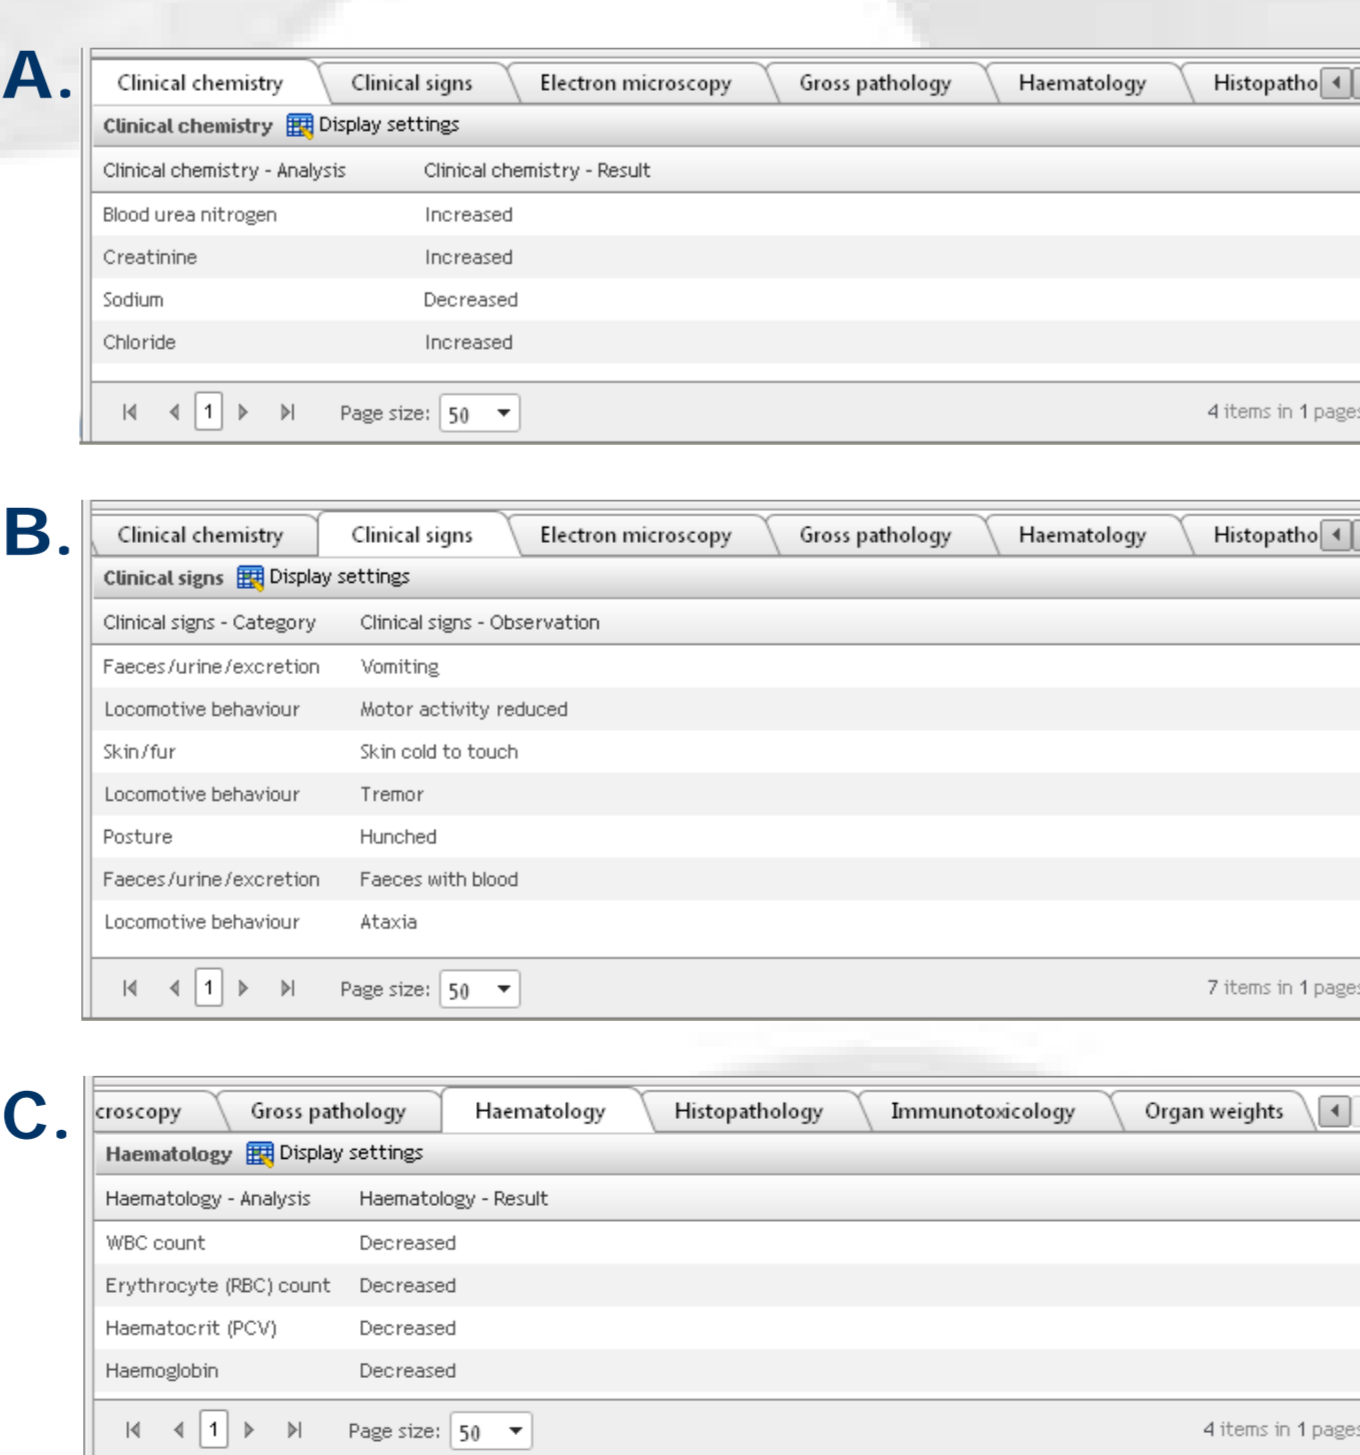 A.
Clinical chemistry Clinical signs Electron microscopy Gross pathology Haematology Histopatho
Clinical chemistry Display settings
Clinical chemistry - Analysis Clinical chemistry - Result
Blood urea nitrogen Increased
Creatinine Increased
Sodium Decreased
Chloride Increased
1 Page size: 50 4 items in 1 pages
B.
Clinical chemistry Clinical signs Electron microscopy Gross pathology Haematology Histopatho
Clinical signs Display settings
Clinical signs - Category Clinical signs - Observation
Faeces/urine/excretion Vomiting
Locomotive behaviour Motor activity reduced
Skin/fur Skin cold to touch
Locomotive behaviour Tremor
Posture Hunched
Faeces/urine/excretion Faeces with blood
Locomotive behaviour Ataxia
1 Page size: 50 7 items in 1 pages
C.
croscopy Gross pathology Haematology Histopathology Immunotoxicology Organ weights
Haematology Display settings
Haematology - Analysis Haematology - Result
WBC count Decreased
Erythrocyte (RBC) count Decreased
Haematocrit (PCV) Decreased
Haemoglobin Decreased
1 Page size: 50 4 items in 1 pages